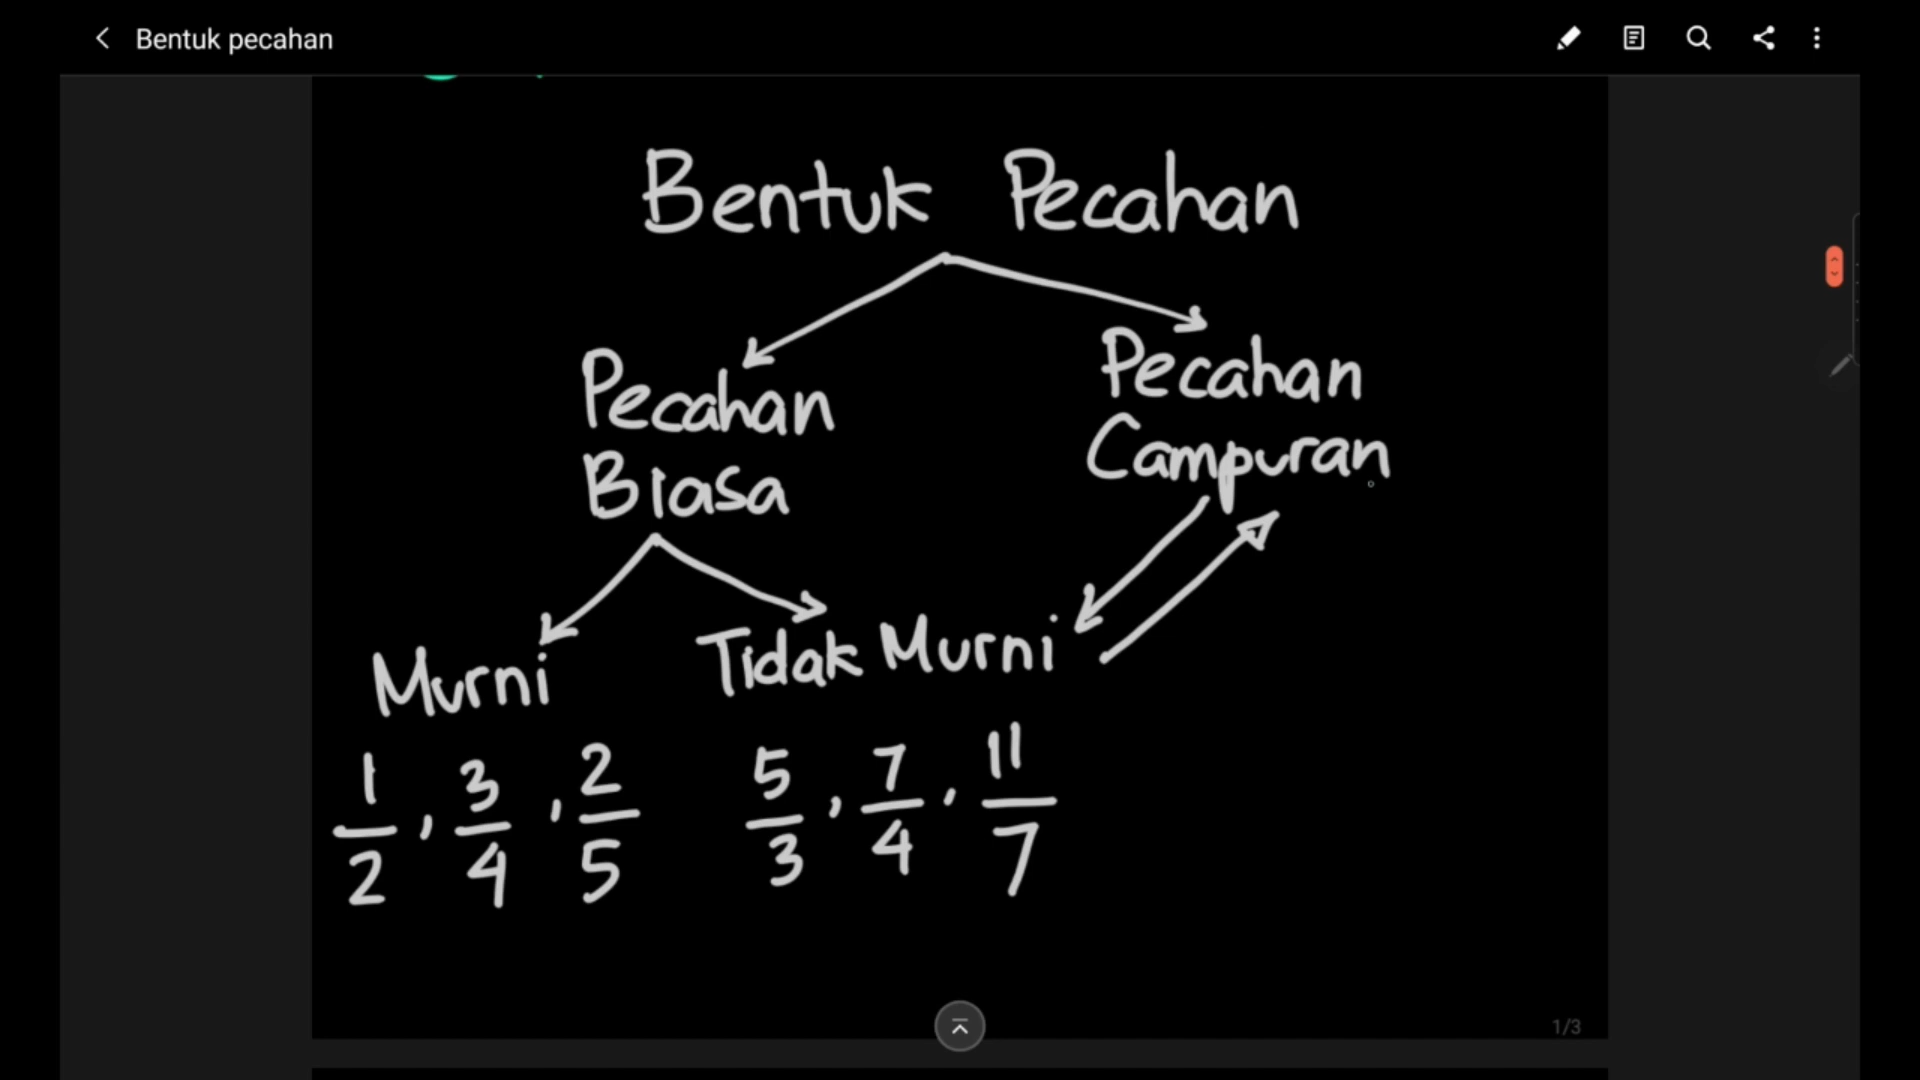 Bentuk pecahan
Bentuk Pecahan
Pecahan
Biasa
Pecahan
Campuran
Murni
Tidak Murni
1/2 , 3/4 , 2/5
5/3 , 7/4 , 11/7
1/3